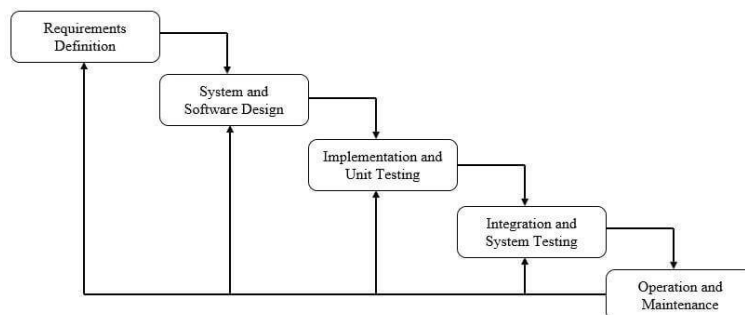 Requirements
Definition
System and
Software Design
Implementation and
Unit Testing
Integration and
System Testing
Operation and
Maintenance